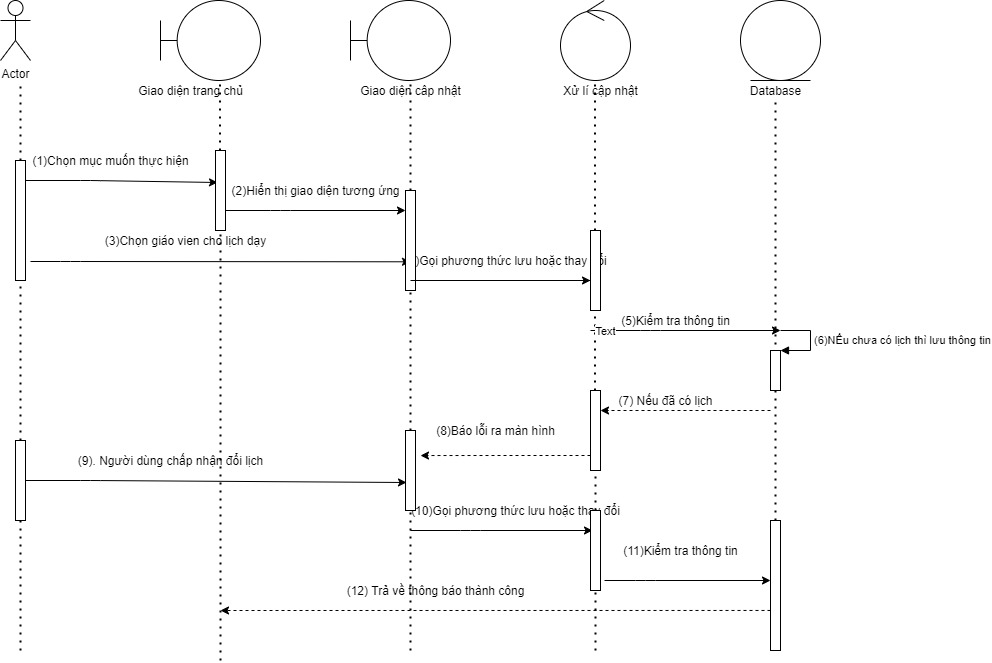 Actor
Giao diện trang chủ
Giao diện câp nhật
Xử lí cập nhật
Database
(1)Chọn mục muốn thực hiện
(2)Hiển thị giao diện tương ứng
(3)Chọn giáo vien cho lịch dạy
)Gọi phương thức lưu hoặc thay đổi
Text
(5)Kiểm tra thông tin
(6)NẾu chưa có lịch thỉ lưu thông tin
(7) Nếu đã có lịch
(8)Báo lỗi ra màn hình
(9). Người dùng chấp nhận đổi lịch
(10)Gọi phương thức lưu hoặc thay đổi
(11)Kiểm tra thông tin
(12) Trả về thông báo thành công